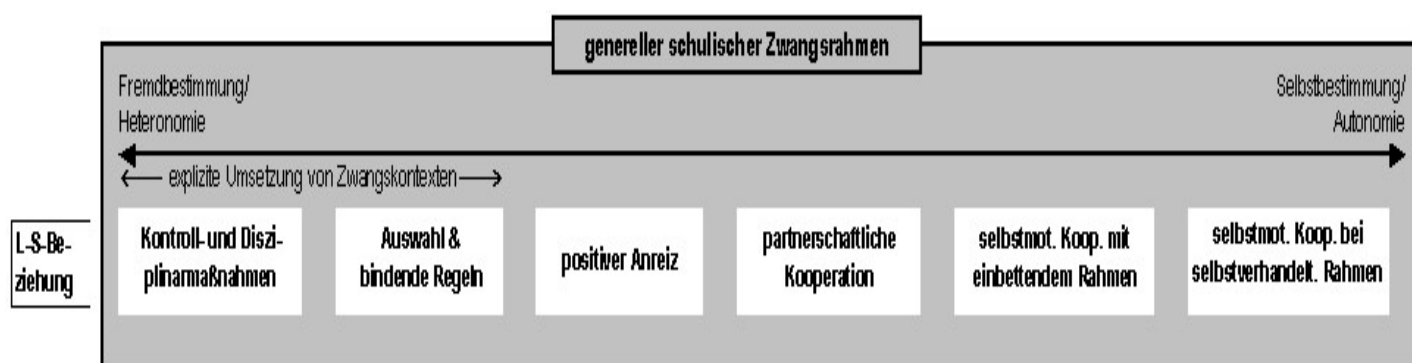 genereller schulischer Zwangsrahmen
Fremdbestimmung/
Heteronomie
Selbstbestimmung/
Autonomie
explizite Umsetzung von Zwangskontexten
L-S-Be-
ziehung
Kontroll- und Diszi-
plinarmaßnahmen
Auswahl &
bindende Regeln
positiver Anreiz
partnerschaftliche
Kooperation
selbstmot. Koop. mit
einbettendem Rahmen
selbstmot. Koop. bei
selbstverhandelt. Rahmen